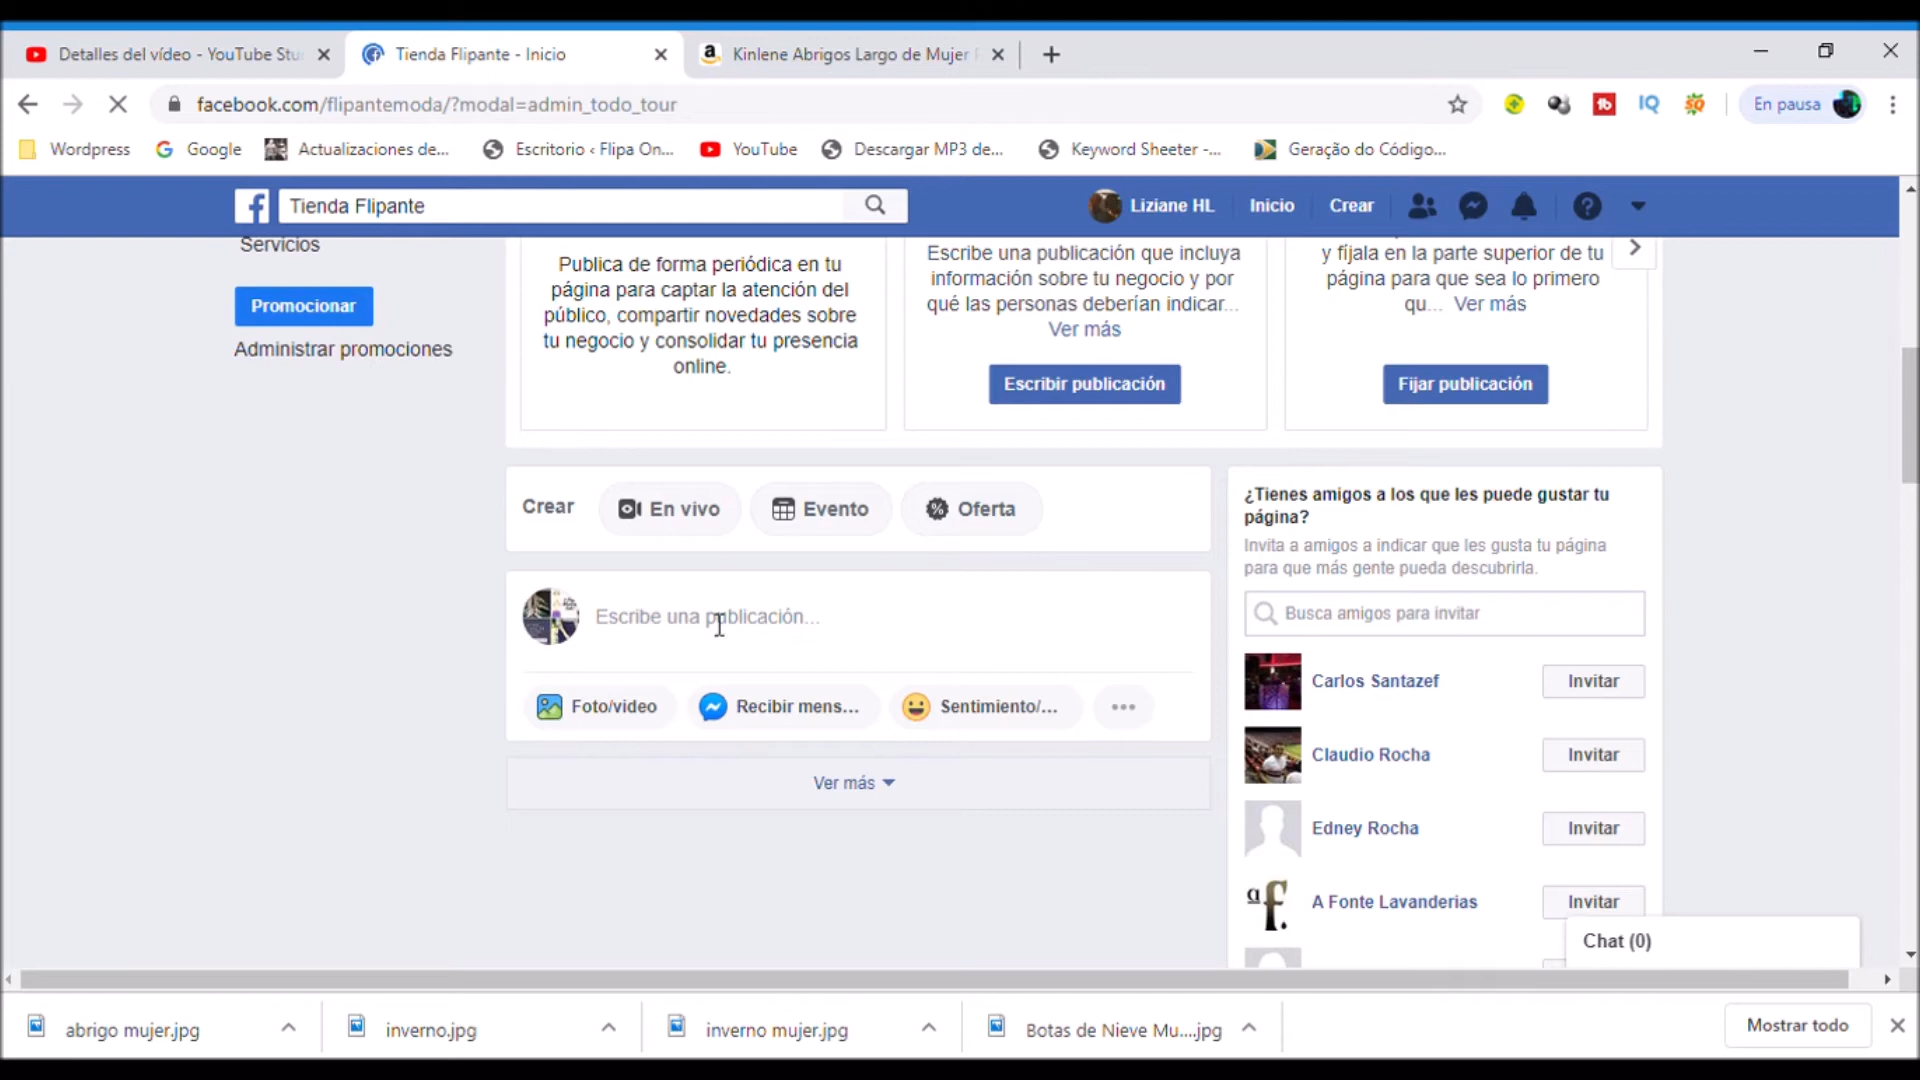 Detalles del vídeo - YouTube Stu
Tienda Flipante - Inicio
Kinlene Abrigos Largo de Mujer
facebook.com/flipantemoda/?modal=admin_todo_tour
En pausa
Wordpress
Google
Actualizaciones de...
Escritorio ‹ Flipa On...
YouTube
Descargar MP3 de...
Keyword Sheeter -...
Geração do Código...
Tienda Flipante
Liziane HL
Inicio
Crear
Servicios
Promocionar
Administrar promociones
Publica de forma periódica en tu
página para captar la atención del
público, compartir novedades sobre
tu negocio y consolidar tu presencia
online.
Escribe una publicación que incluya
información sobre tu negocio y por
qué las personas deberían indicar...
Ver más
Escribir publicación
y fíjala en la parte superior de tu
página para que sea lo primero
qu... Ver más
Fijar publicación
Crear
En vivo
Evento
Oferta
Escribe una publicación...
Foto/video
Recibir mens...
Sentimiento/...
Ver más
¿Tienes amigos a los que les puede gustar tu
página?
Invita a amigos a indicar que les gusta tu página
para que más gente pueda descubrirla.
Busca amigos para invitar
Carlos Santazef
Invitar
Claudio Rocha
Invitar
Edney Rocha
Invitar
A Fonte Lavanderias
Invitar
Chat (0)
abrigo mujer.jpg
inverno.jpg
inverno mujer.jpg
Botas de Nieve Mu....jpg
Mostrar todo